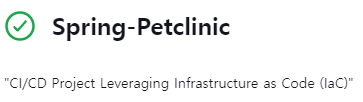 Spring-Petclinic
"CI/CD Project Leveraging Infrastructure as Code (IaC)"